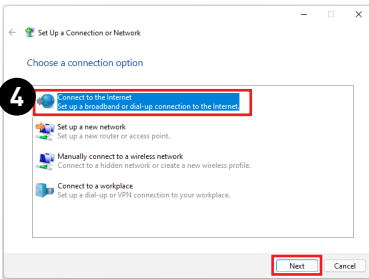 Set Up a Connection or Network
Choose a connection option
4
Connect to the Internet
Set up a broadband or dial-up connection to the Internet.
Set up a new network
Set up a new router or access point.
Manually connect to a wireless network
Connect to a hidden network or create a new wireless profile.
Connect to a workplace
Set up a dial-up or VPN connection to your workplace.
Next Cancel